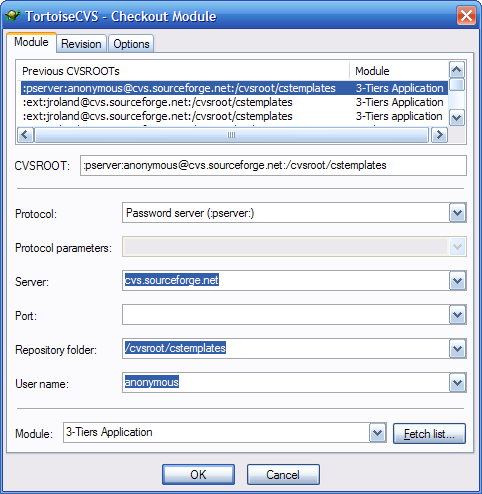 TortoiseCVS - Checkout Module
Module Revision Options
Previous CVSROOTs Module
:pserver:anonymous@cvs.sourceforge.net:/cvsroot/cstemplates 3-Tiers Application
:ext:jroland@cvs.sourceforge.net:/cvsroot/cstemplates 3-Tiers Application
:ext:jroland@cvs.sourceforge.net:/cvsroot/cstemplates 3-Tiers application
CVSROOT: :pserver:anonymous@cvs.sourceforge.net:/cvsroot/cstemplates
Protocol: Password server (:pserver:)
Protocol parameters:
Server: cvs.sourceforge.net
Port:
Repository folder: /cvsroot/cstemplates
User name: anonymous
Module: 3-Tiers Application Fetch list...
OK Cancel